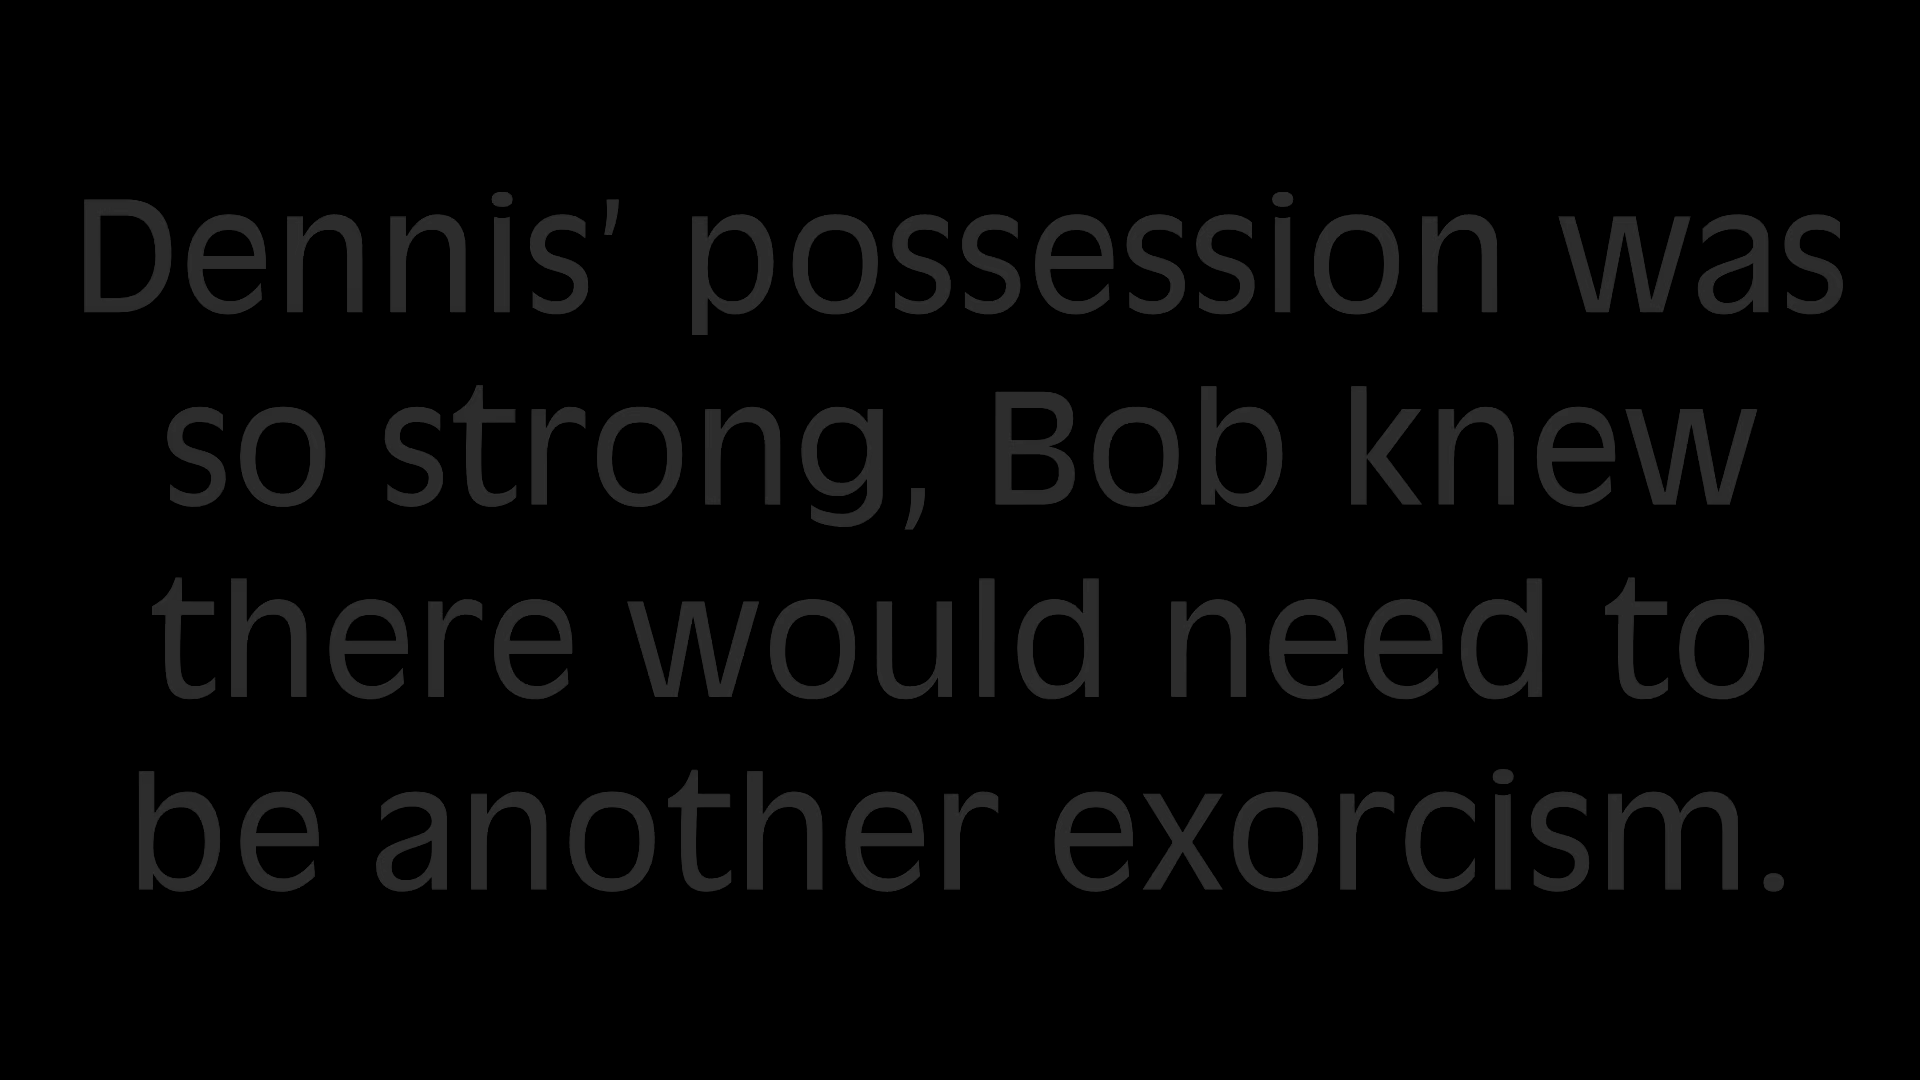 Dennis’ possession was
so strong, Bob knew
there would need to
be another exorcism.